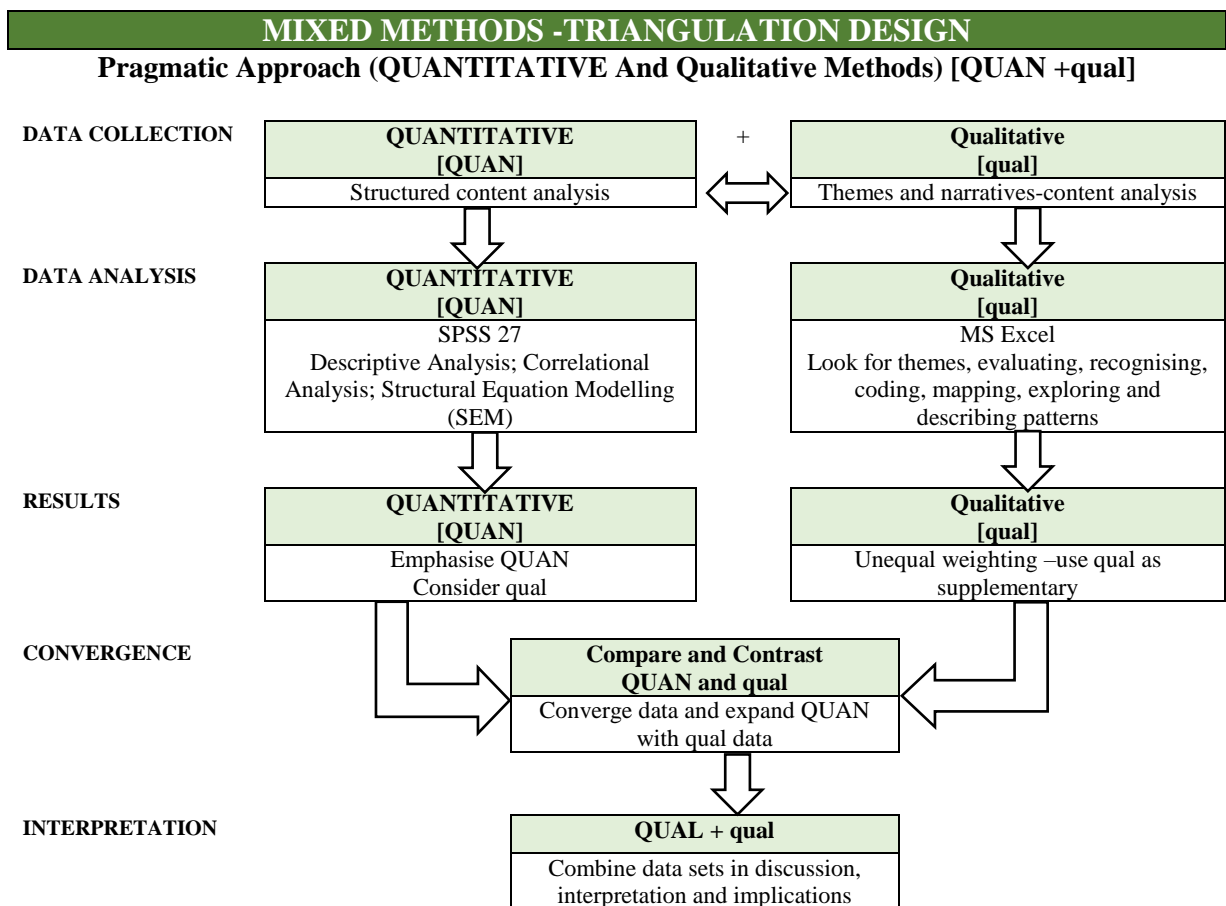 MIXED METHODS -TRIANGULATION DESIGN
Pragmatic Approach (QUANTITATIVE And Qualitative Methods) [QUAN +qual]
DATA COLLECTION
QUANTITATIVE
[QUAN]
Structured content analysis
+
Qualitative
[qual]
Themes and narratives-content analysis
DATA ANALYSIS
QUANTITATIVE
[QUAN]
SPSS 27
Descriptive Analysis; Correlational
Analysis; Structural Equation Modelling
(SEM)
Qualitative
[qual]
MS Excel
Look for themes, evaluating, recognising,
coding, mapping, exploring and
describing patterns
RESULTS
QUANTITATIVE
[QUAN]
Emphasise QUAN
Consider qual
Qualitative
[qual]
Unequal weighting –use qual as
supplementary
CONVERGENCE
Compare and Contrast
QUAN and qual
Converge data and expand QUAN
with qual data
INTERPRETATION
QUAL + qual
Combine data sets in discussion,
interpretation and implications